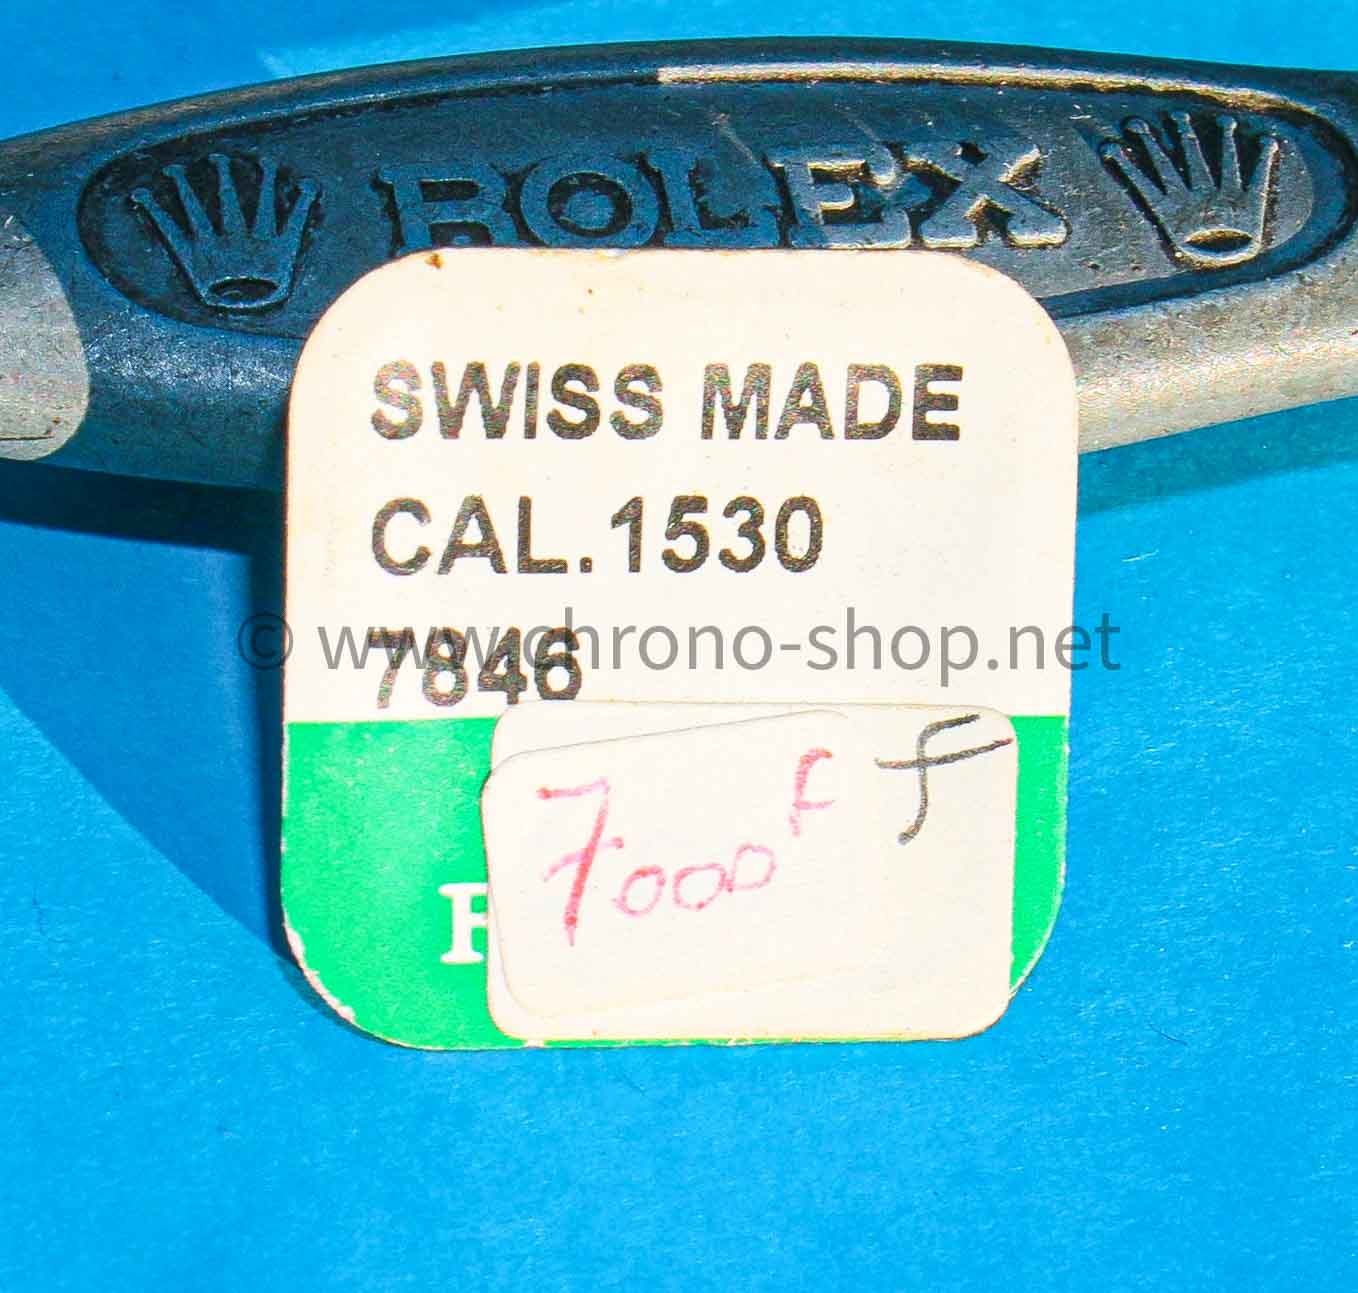 ROLEX
SWISS MADE
CAL.1530
7846
© www.chrono-shop.net
7000F f